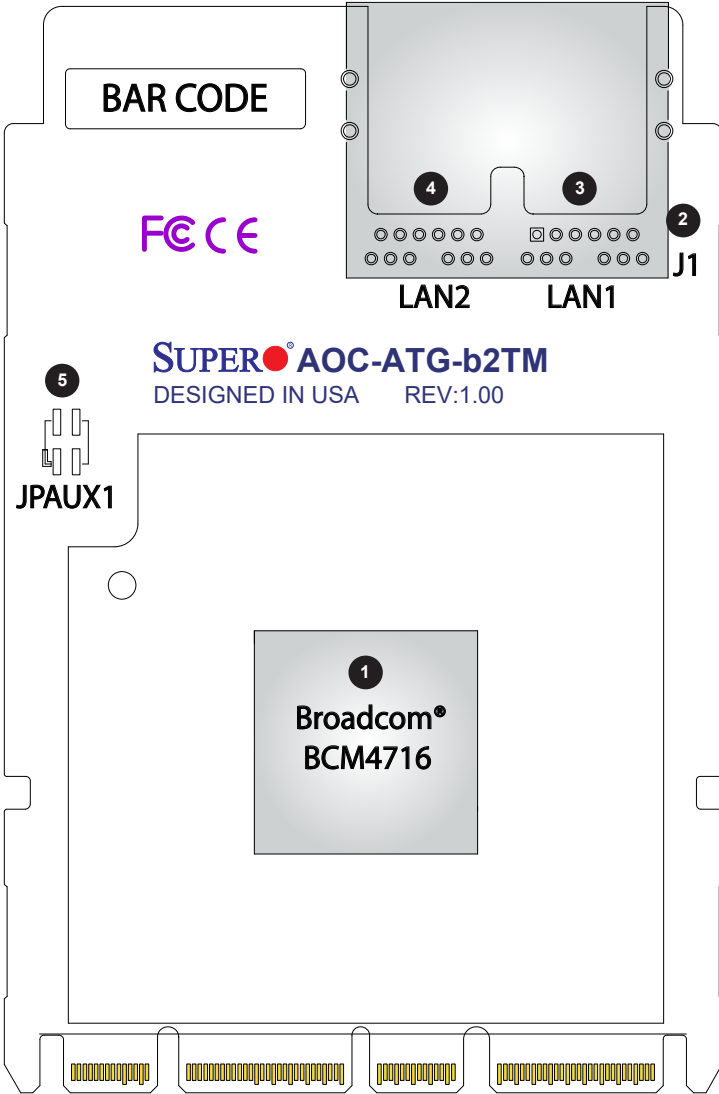 BAR CODE
4
3
2
J1
FC CE
LAN2
LAN1
SUPER® AOC-ATG-b2TM
DESIGNED IN USA REV:1.00
5
JPAUX1
1
Broadcom®
BCM4716